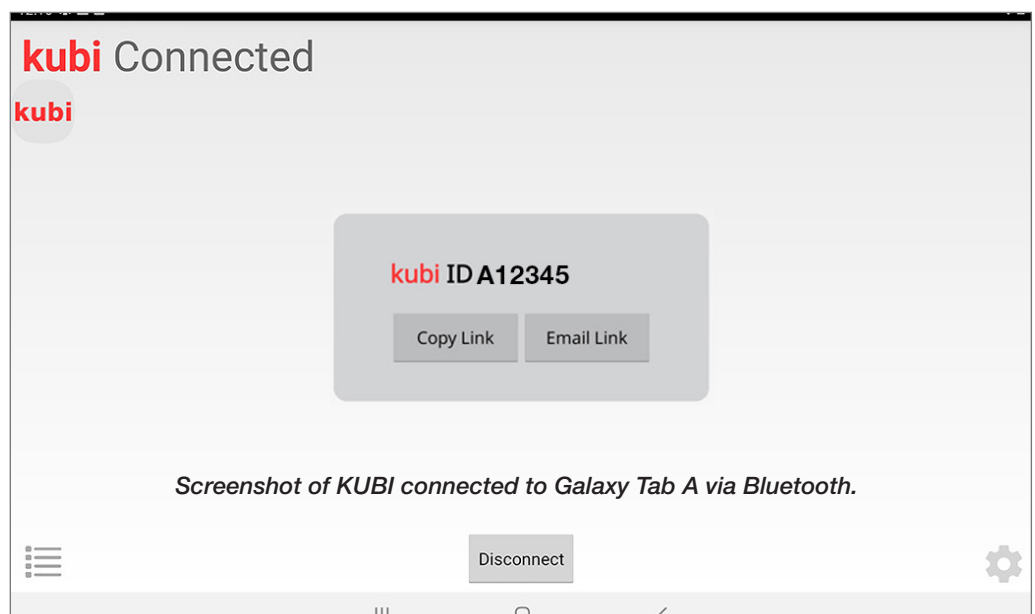 kubi Connected
kubi
kubi ID A12345
Copy Link Email Link
Screenshot of KUBI connected to Galaxy Tab A via Bluetooth.
Disconnect